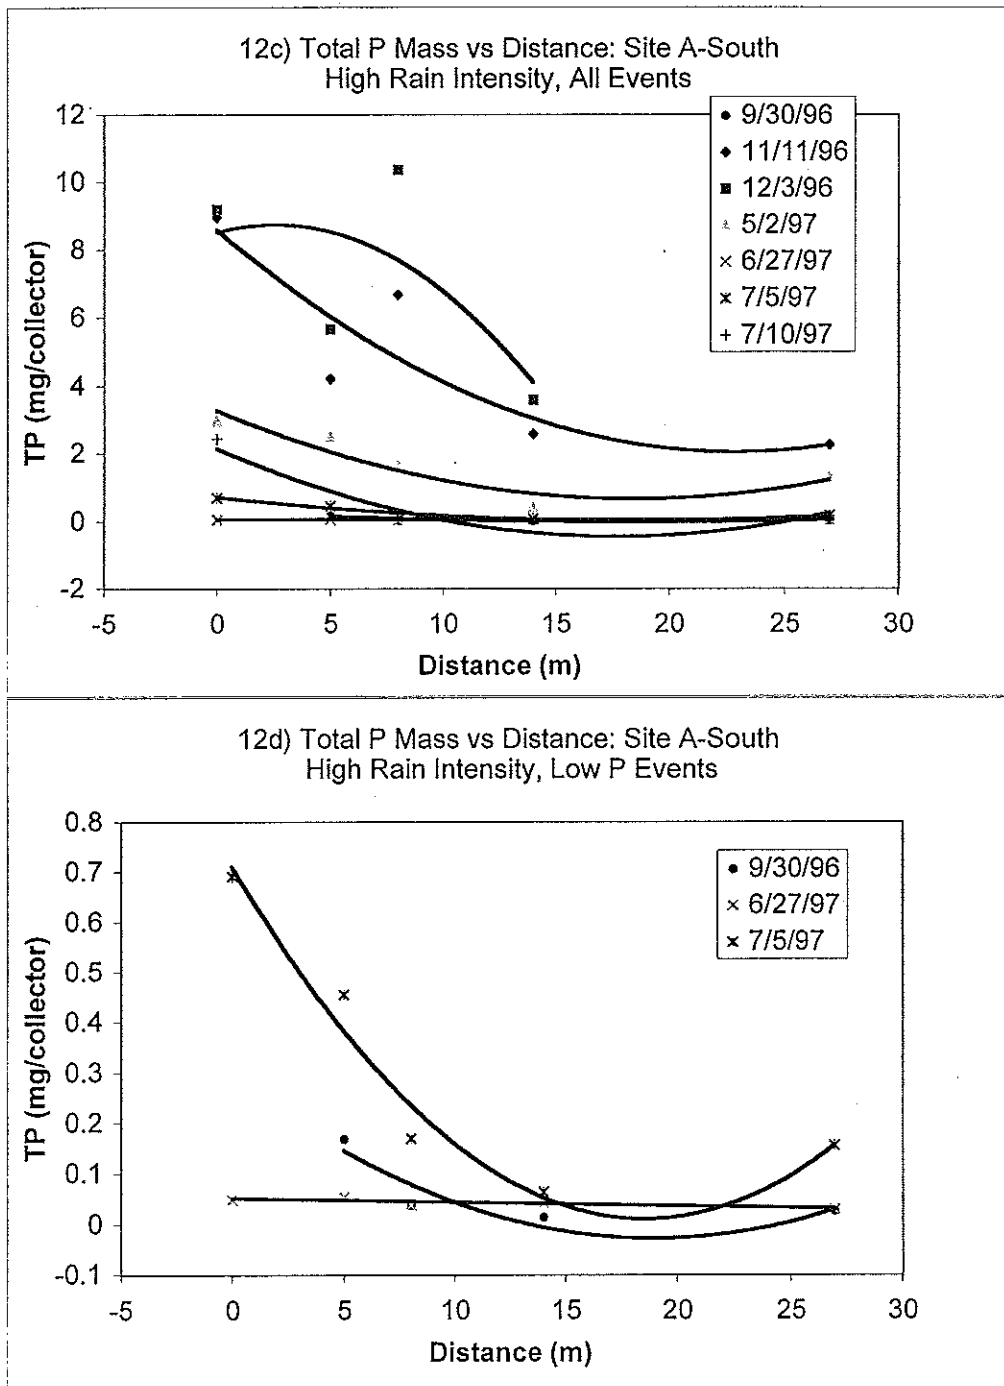 12c) Total P Mass vs Distance: Site A-South
High Rain Intensity, All Events
12
10
8
6
4
2
0
-2
TP (mg/collector)
-5 0 5 10 15 20 25 30
Distance (m)
9/30/96
11/11/96
12/3/96
5/2/97
6/27/97
7/5/97
7/10/97
12d) Total P Mass vs Distance: Site A-South
High Rain Intensity, Low P Events
0.8
0.7
0.6
0.5
0.4
0.3
0.2
0.1
0
-0.1
TP (mg/collector)
-5 0 5 10 15 20 25 30
Distance (m)
9/30/96
6/27/97
7/5/97